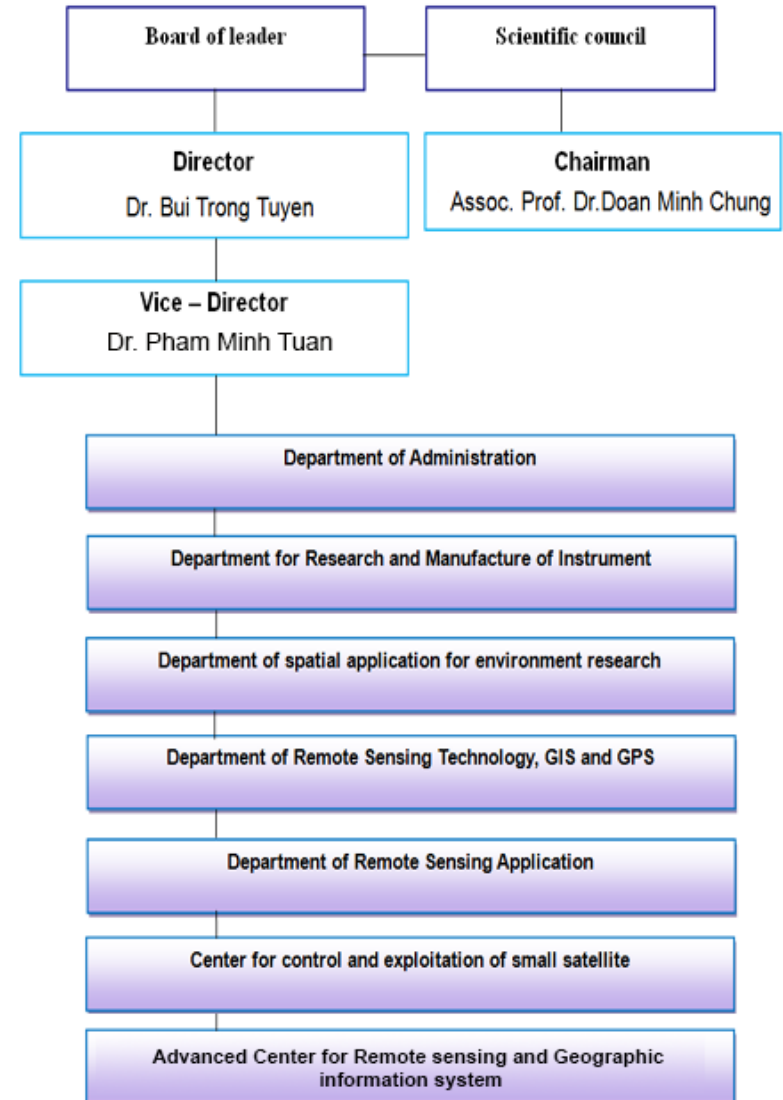 Board of leader
Scientific council
Director
Dr. Bui Trong Tuyen
Chairman
Assoc. Prof. Dr.Doan Minh Chung
Vice – Director
Dr. Pham Minh Tuan
Department of Administration
Department for Research and Manufacture of Instrument
Department of spatial application for environment research
Department of Remote Sensing Technology, GIS and GPS
Department of Remote Sensing Application
Center for control and exploitation of small satellite
Advanced Center for Remote sensing and Geographic
information system